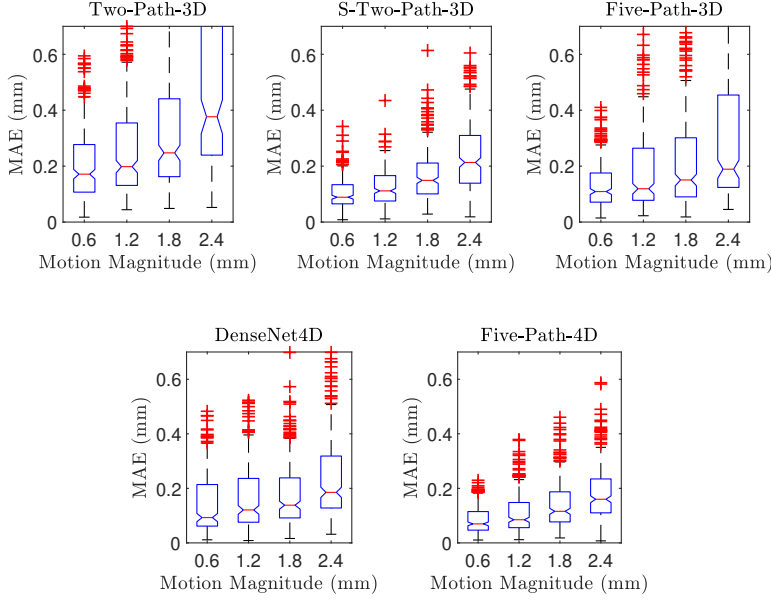 Two-Path-3D
S-Two-Path-3D
Five-Path-3D
MAE (mm)
0.6
0.4
0.2
0
0.6 1.2 1.8 2.4
Motion Magnitude (mm)
MAE (mm)
0.6
0.4
0.2
0
0.6 1.2 1.8 2.4
Motion Magnitude (mm)
MAE (mm)
0.6
0.4
0.2
0
0.6 1.2 1.8 2.4
Motion Magnitude (mm)
DenseNet4D
Five-Path-4D
MAE (mm)
0.6
0.4
0.2
0
0.6 1.2 1.8 2.4
Motion Magnitude (mm)
MAE (mm)
0.6
0.4
0.2
0
0.6 1.2 1.8 2.4
Motion Magnitude (mm)